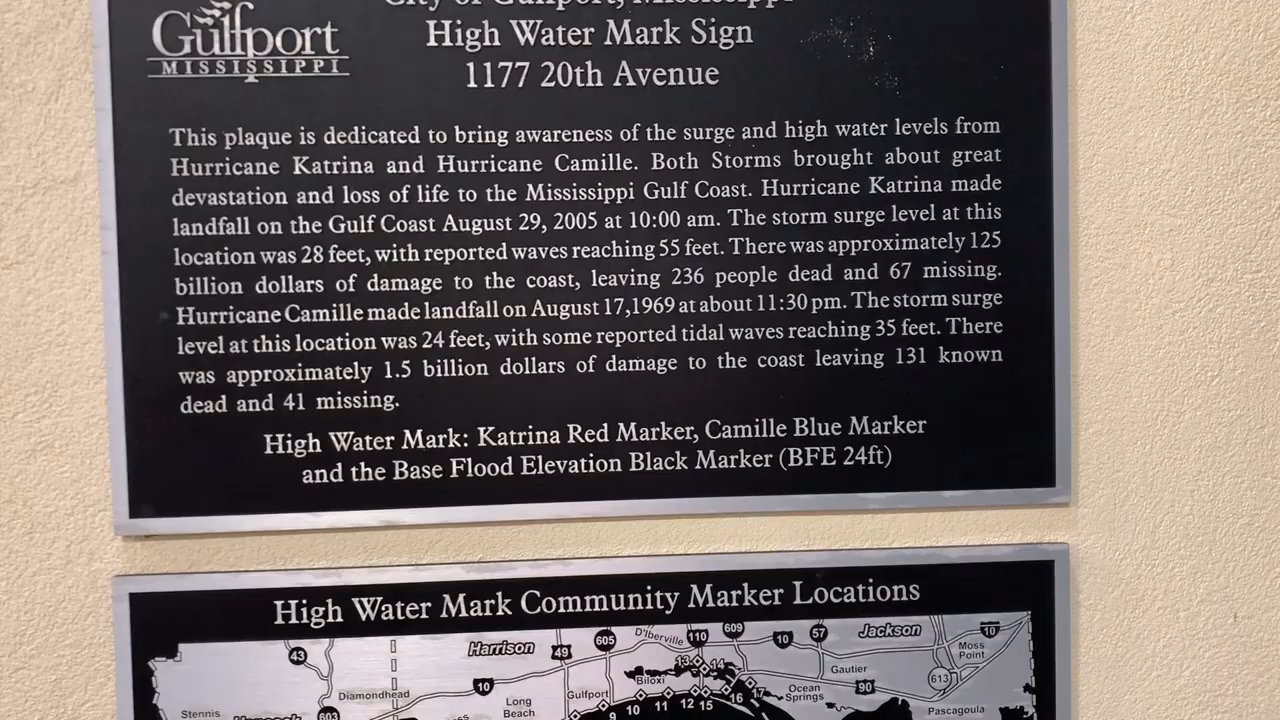 Gulfport
MISSISSIPPI
City of Gulfport, Mississippi
High Water Mark Sign
1177 20th Avenue
This plaque is dedicated to bring awareness of the surge and high water levels from
Hurricane Katrina and Hurricane Camille. Both Storms brought about great
devastation and loss of life to the Mississippi Gulf Coast. Hurricane Katrina made
landfall on the Gulf Coast August 29, 2005 at 10:00 am. The storm surge level at this
location was 28 feet, with reported waves reaching 55 feet. There was approximately 125
billion dollars of damage to the coast, leaving 236 people dead and 67 missing.
Hurricane Camille made landfall on August 17,1969 at about 11:30 pm. The storm surge
level at this location was 24 feet, with some reported tidal waves reaching 35 feet. There
was approximately 1.5 billion dollars of damage to the coast leaving 131 known
dead and 41 missing.
High Water Mark: Katrina Red Marker, Camille Blue Marker
and the Base Flood Elevation Black Marker (BFE 24ft)
High Water Mark Community Marker Locations
43
Harrison
49
605
D'Iberville
110
609
10
57
Jackson
10
Moss
Point
13
14
Biloxi
Gautier
613
Diamondhead
10
Gulfport
Long
Beach
Ocean
Springs
90
Pascagoula
Stennis
603
9
10
11
12
15
16
17